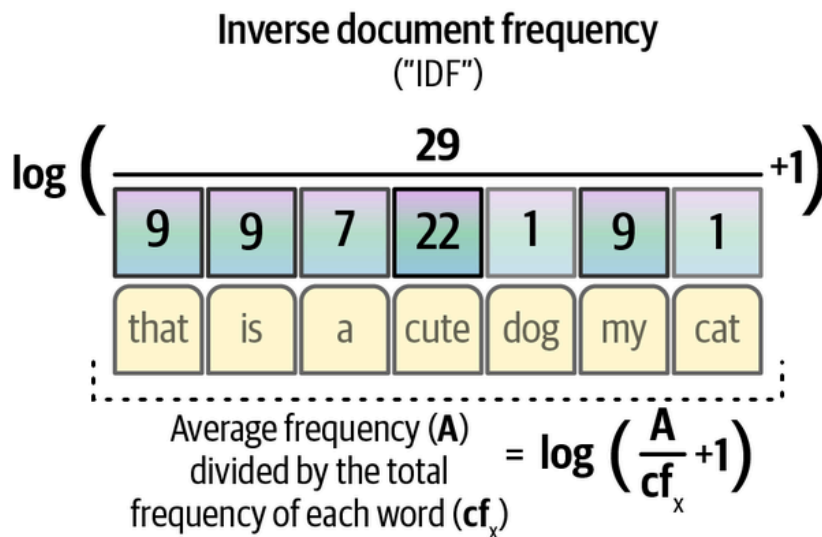 Inverse document frequency
("IDF")
log ( 29 +1)
9 9 7 22 1 9 1
that is a cute dog my cat
Average frequency (A)
divided by the total
frequency of each word (cfₓ)
= log ( A
cfₓ +1)